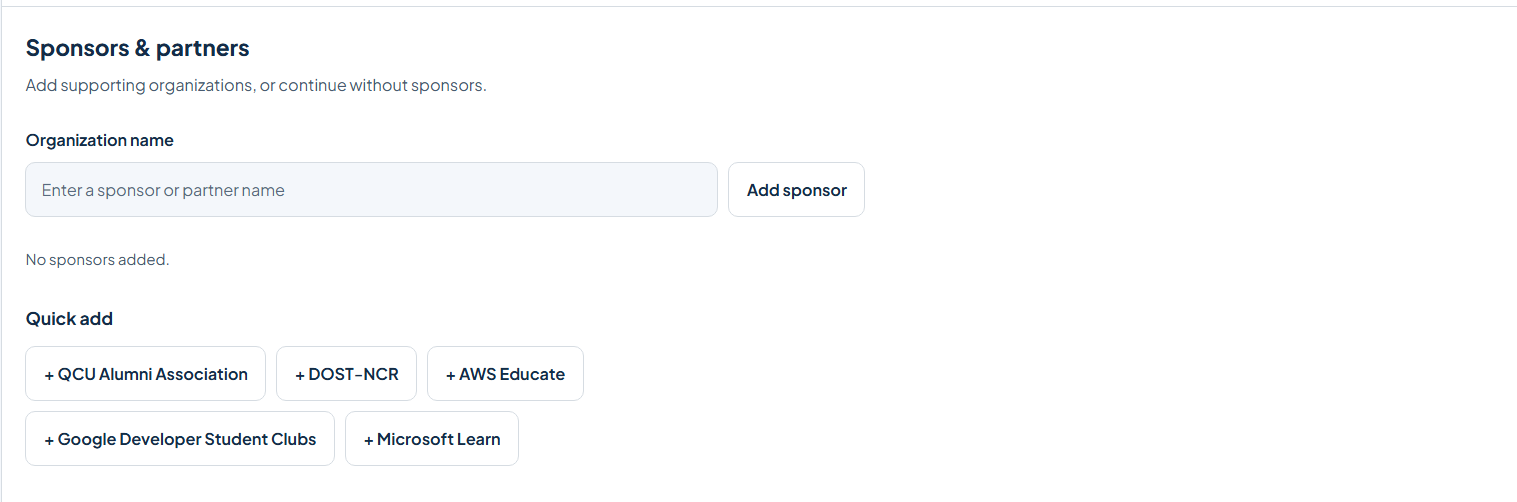 Sponsors & partners
Add supporting organizations, or continue without sponsors.
Organization name
Enter a sponsor or partner name
Add sponsor
No sponsors added.
Quick add
+ QCU Alumni Association
+ DOST-NCR
+ AWS Educate
+ Google Developer Student Clubs
+ Microsoft Learn